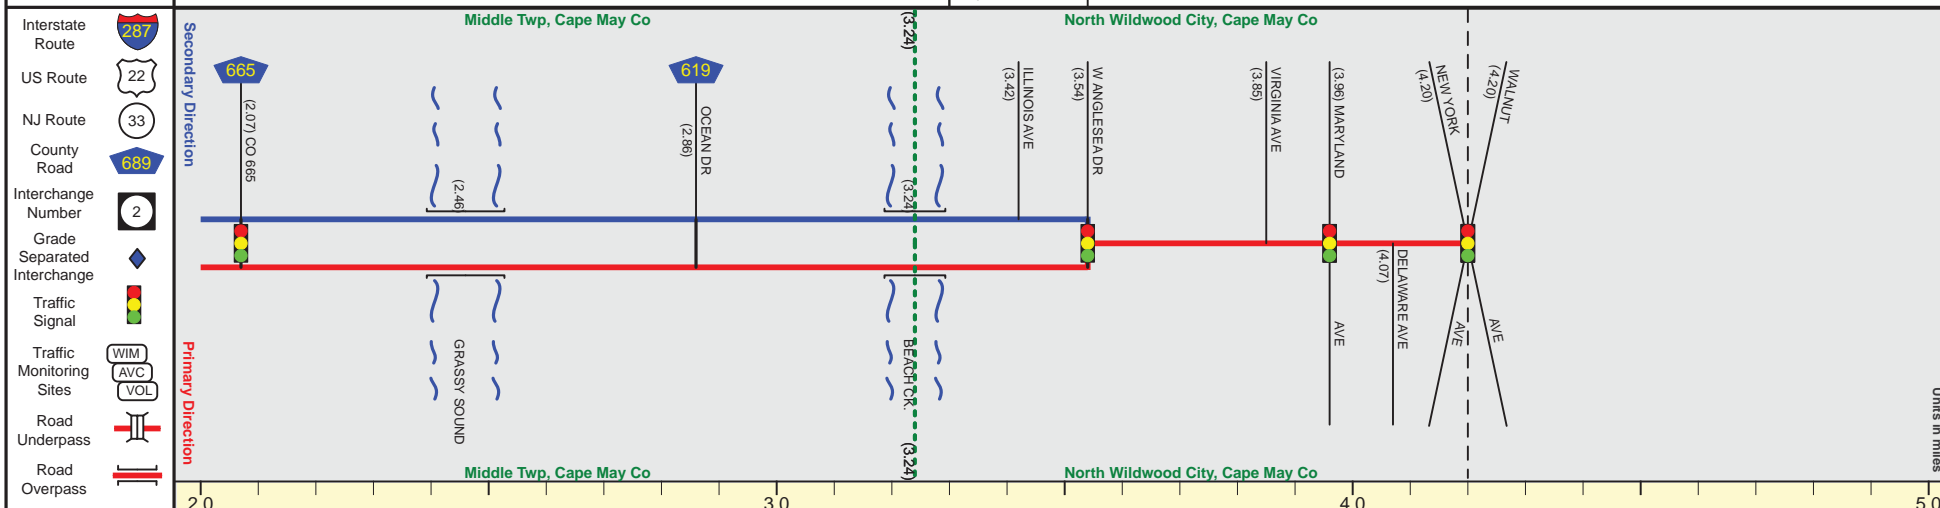 Interstate
Route
287
US Route
22
NJ Route
33
County
Road
689
Interchange
Number
2
Grade
Separated
Interchange
Traffic
Signal
Traffic
Monitoring
Sites
WIM
AVC
VOL
Road
Underpass
Road
Overpass
Secondary Direction
Primary Direction
Middle Twp, Cape May Co
(3.24)
North Wildwood City, Cape May Co
665
(2.07) CO 665
(2.46)
GRASSY SOUND
619
OCEAN DR
(2.86)
(3.24)
BEACH CK.
ILLINOIS AVE
(3.42)
W ANGLESEA DR
(3.54)
VIRGINIA AVE
(3.85)
(3.96) MARYLAND
AVE
DELAWARE AVE
(4.07)
NEW YORK
(4.20)
AVE
WALNUT
(4.20)
AVE
Middle Twp, Cape May Co
(3.24)
North Wildwood City, Cape May Co
Units in miles
2.0
3.0
4.0
5.0